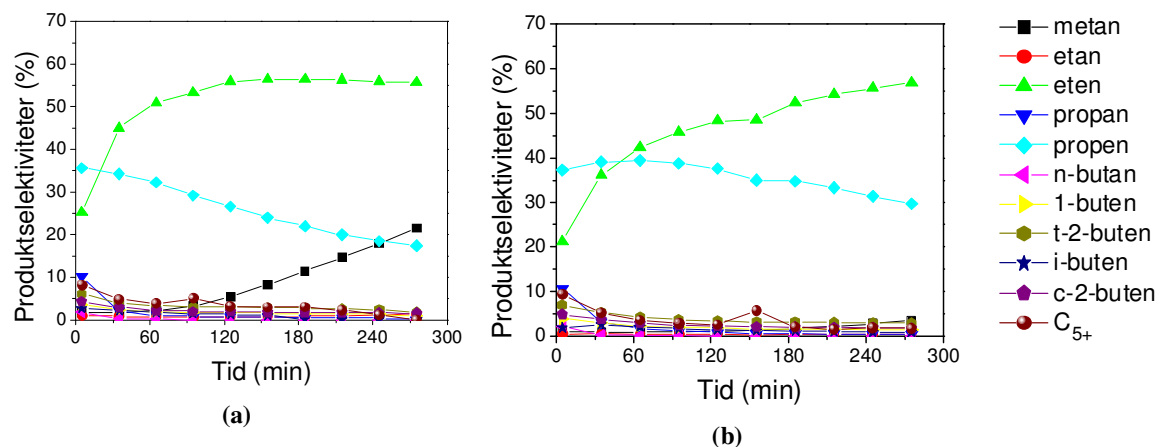 Produktselektiviteter (%)
70
60
50
40
30
20
10
0
0 60 120 180 240 300
Tid (min)
(a)
Produktselektiviteter (%)
70
60
50
40
30
20
10
0
0 60 120 180 240 300
Tid (min)
(b)
metan
etan
eten
propan
propen
n-butan
1-buten
t-2-buten
i-buten
c-2-buten
C5+